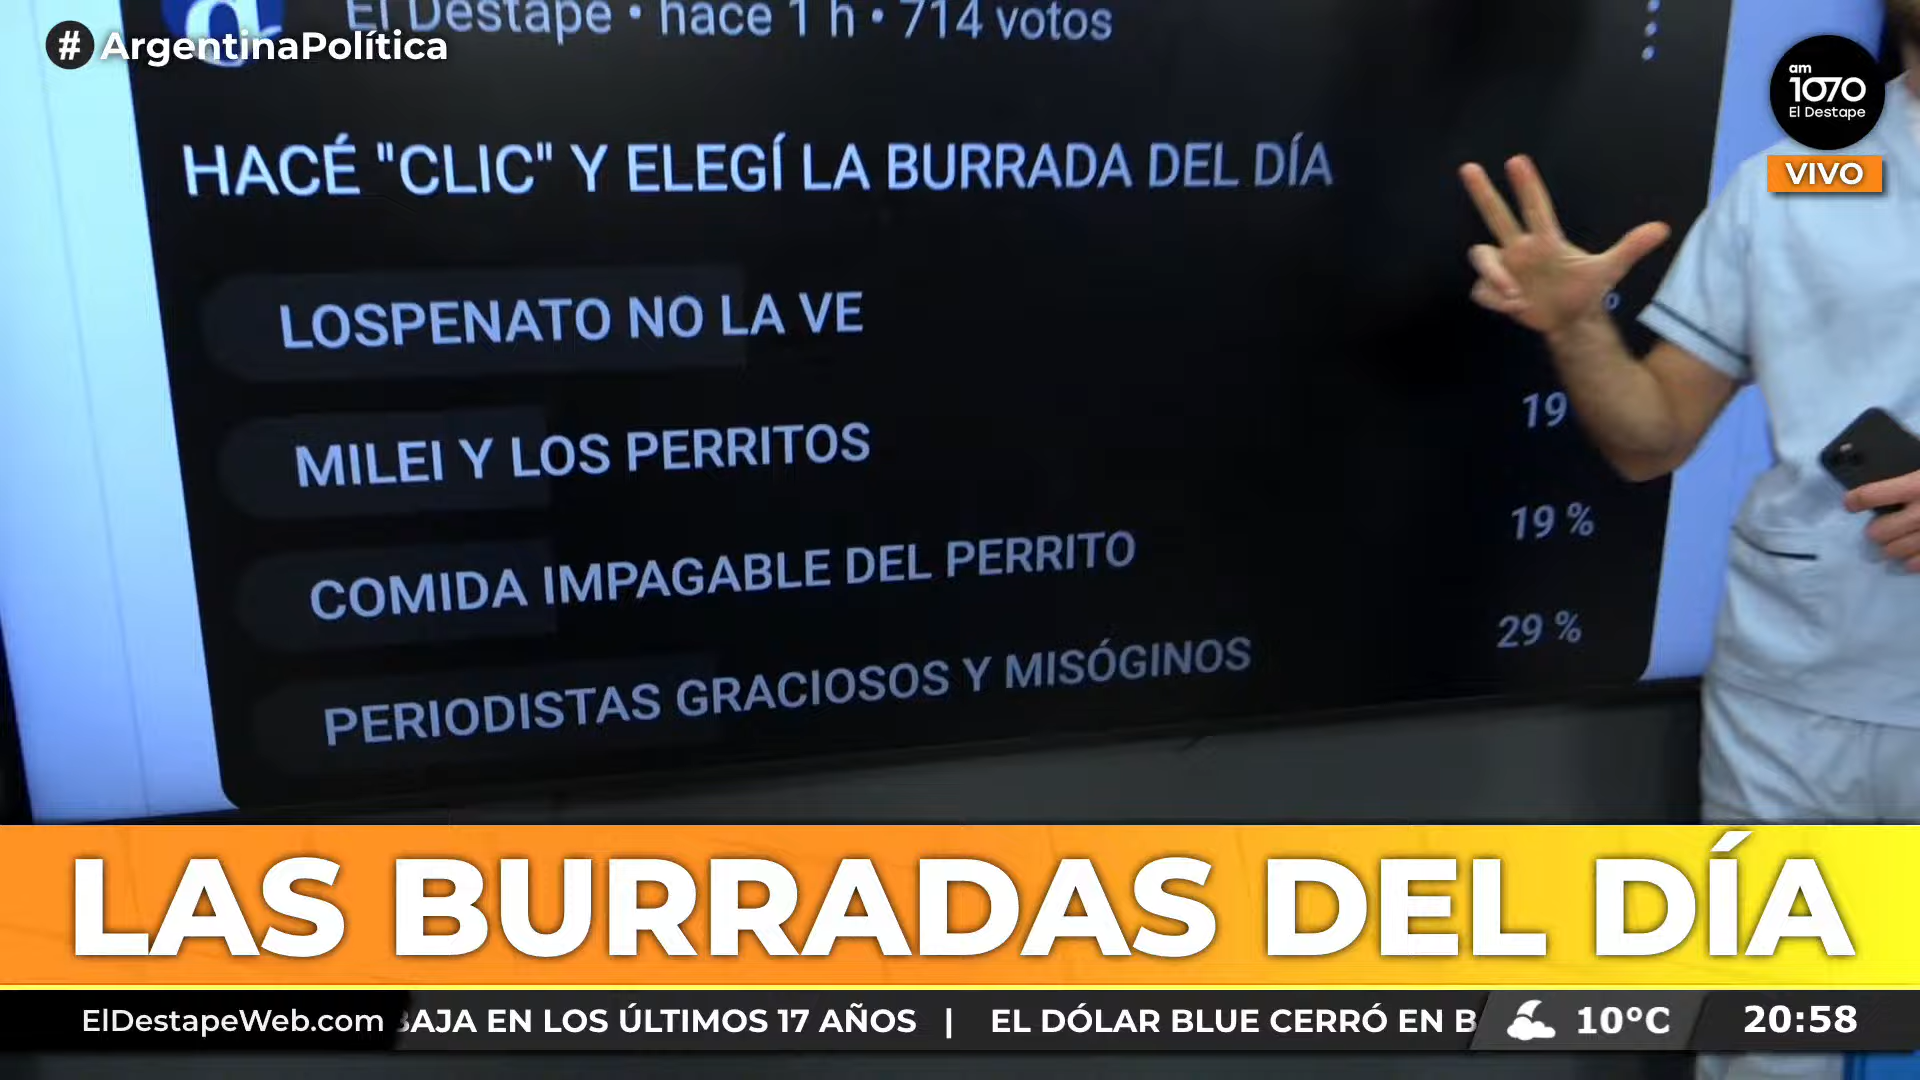 El Destape • hace 1 h • 714 votos
# ArgentinaPolítica
am
1070
El Destape
VIVO
HACÉ "CLIC" Y ELEGÍ LA BURRADA DEL DÍA
LOSPENATO NO LA VE
MILEI Y LOS PERRITOS
19
COMIDA IMPAGABLE DEL PERRITO
19 %
PERIODISTAS GRACIOSOS Y MISÓGINOS
29 %
LAS BURRADAS DEL DÍA
ElDestapeWeb.com
BAJA EN LOS ÚLTIMOS 17 AÑOS | EL DÓLAR BLUE CERRÓ EN B
10°C
20:58